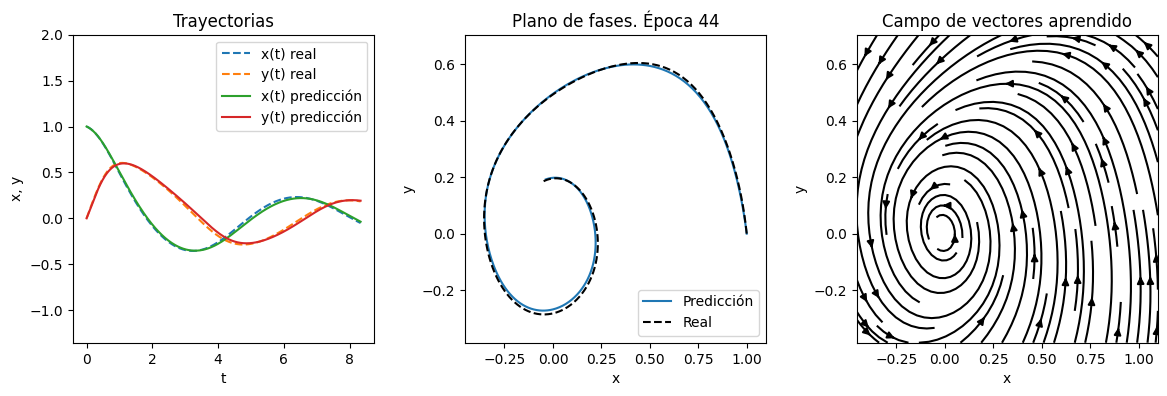 Trayectorias
2.0
1.5
1.0
0.5
0.0
−0.5
−1.0
x, y
0 2 4 6 8
t
x(t) real
y(t) real
x(t) predicción
y(t) predicción
Plano de fases. Época 44
0.6
0.4
0.2
0.0
−0.2
y
−0.25 0.00 0.25 0.50 0.75 1.00
x
Predicción
Real
Campo de vectores aprendido
0.6
0.4
0.2
0.0
−0.2
y
−0.25 0.00 0.25 0.50 0.75 1.00
x